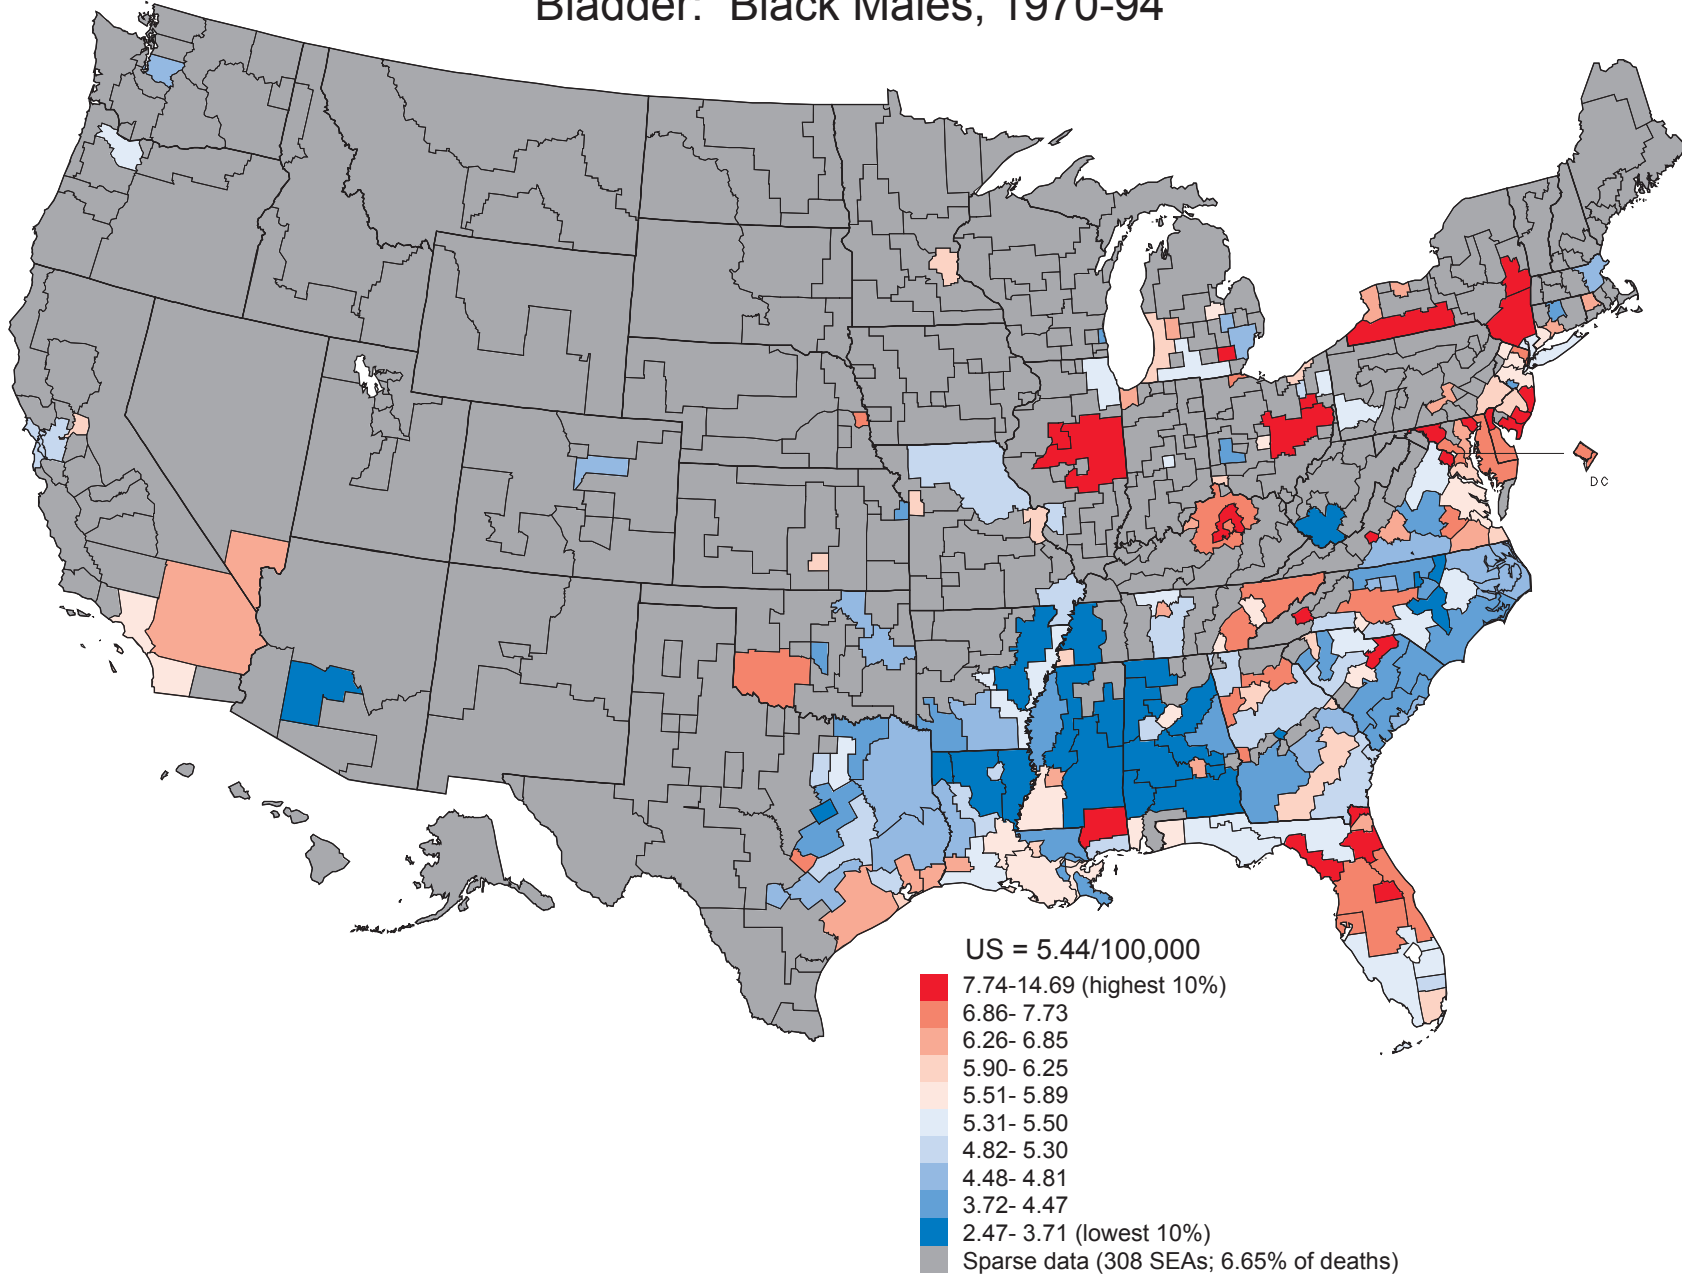 Bladder: Black Males, 1970-94
DC
US = 5.44/100,000
7.74-14.69 (highest 10%)
6.86- 7.73
6.26- 6.85
5.90- 6.25
5.51- 5.89
5.31- 5.50
4.82- 5.30
4.48- 4.81
3.72- 4.47
2.47- 3.71 (lowest 10%)
Sparse data (308 SEAs; 6.65% of deaths)